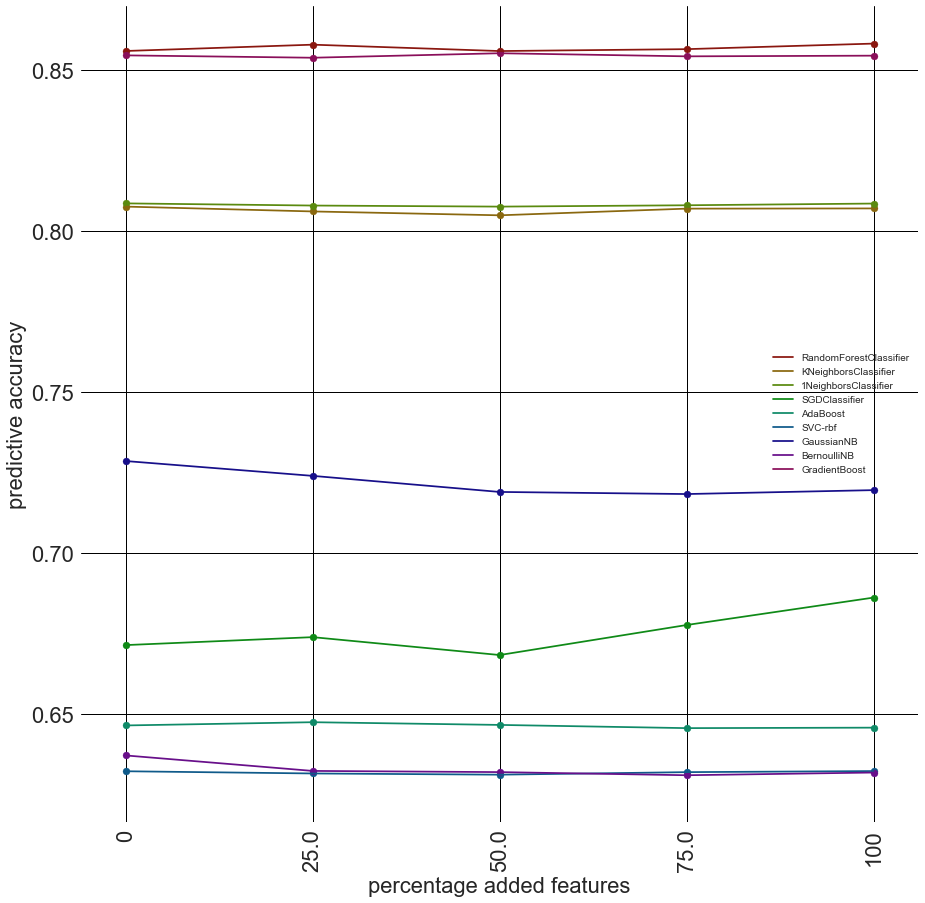 0.85
0.80
0.75
0.70
0.65
predictive accuracy
RandomForestClassifier
KNeighborsClassifier
1NeighborsClassifier
SGDClassifier
AdaBoost
SVC-rbf
GaussianNB
BernoulliNB
GradientBoost
0
25.0
50.0
75.0
100
percentage added features